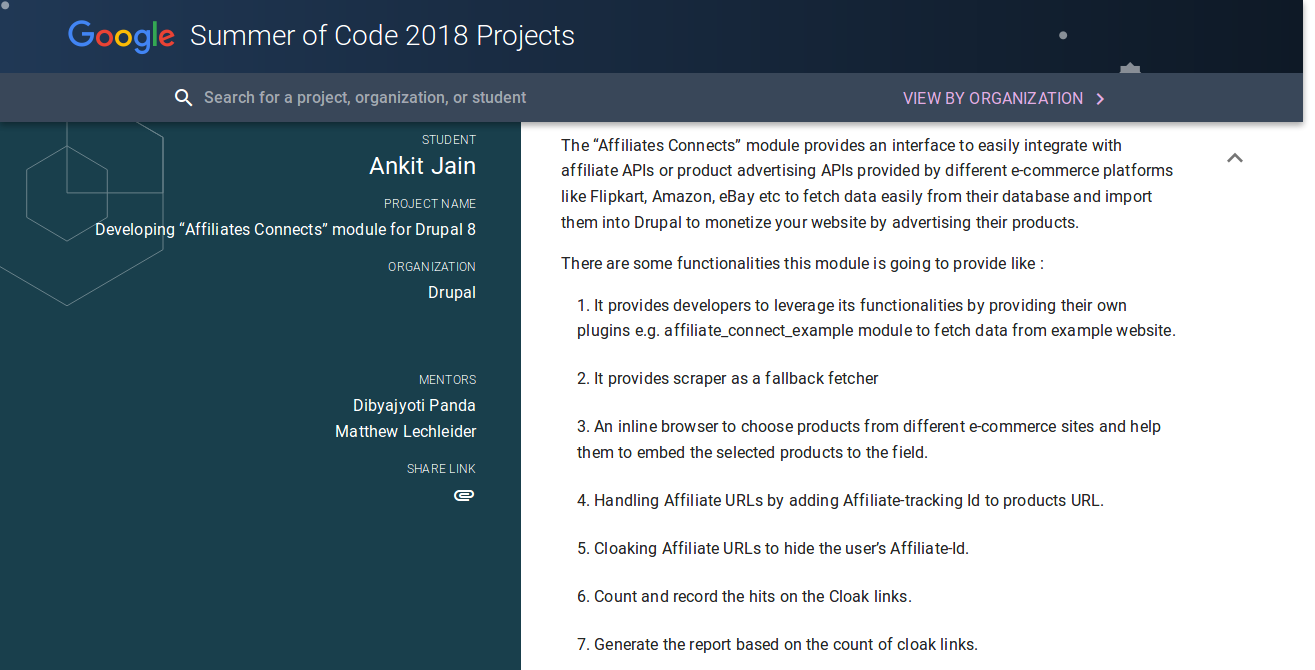 Google Summer of Code 2018 Projects
Search for a project, organization, or student
VIEW BY ORGANIZATION
STUDENT
Ankit Jain
PROJECT NAME
Developing “Affiliates Connects” module for Drupal 8
ORGANIZATION
Drupal
MENTORS
Dibyajyoti Panda
Matthew Lechleider
SHARE LINK
The “Affiliates Connects” module provides an interface to easily integrate with
affiliate APIs or product advertising APIs provided by different e-commerce platforms
like Flipkart, Amazon, eBay etc to fetch data easily from their database and import
them into Drupal to monetize your website by advertising their products.
There are some functionalities this module is going to provide like :
1. It provides developers to leverage its functionalities by providing their own
plugins e.g. affiliate_connect_example module to fetch data from example website.
2. It provides scraper as a fallback fetcher
3. An inline browser to choose products from different e-commerce sites and help
them to embed the selected products to the field.
4. Handling Affiliate URLs by adding Affiliate-tracking Id to products URL.
5. Cloaking Affiliate URLs to hide the user’s Affiliate-Id.
6. Count and record the hits on the Cloak links.
7. Generate the report based on the count of cloak links.